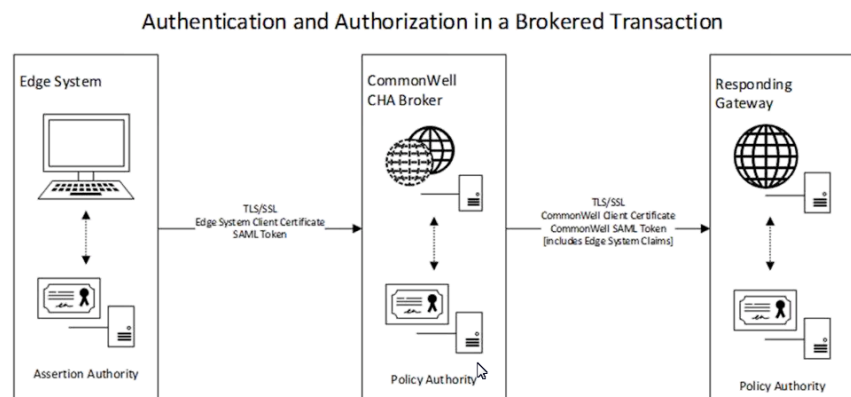 Authentication and Authorization in a Brokered Transaction
Edge System
CommonWell
CHA Broker
Responding
Gateway
TLS/SSL
Edge System Client Certificate
SAML Token
TLS/SSL
CommonWell Client Certificate
CommonWell SAML Token
[includes Edge System Claims]
Assertion Authority
Policy Authority
Policy Authority